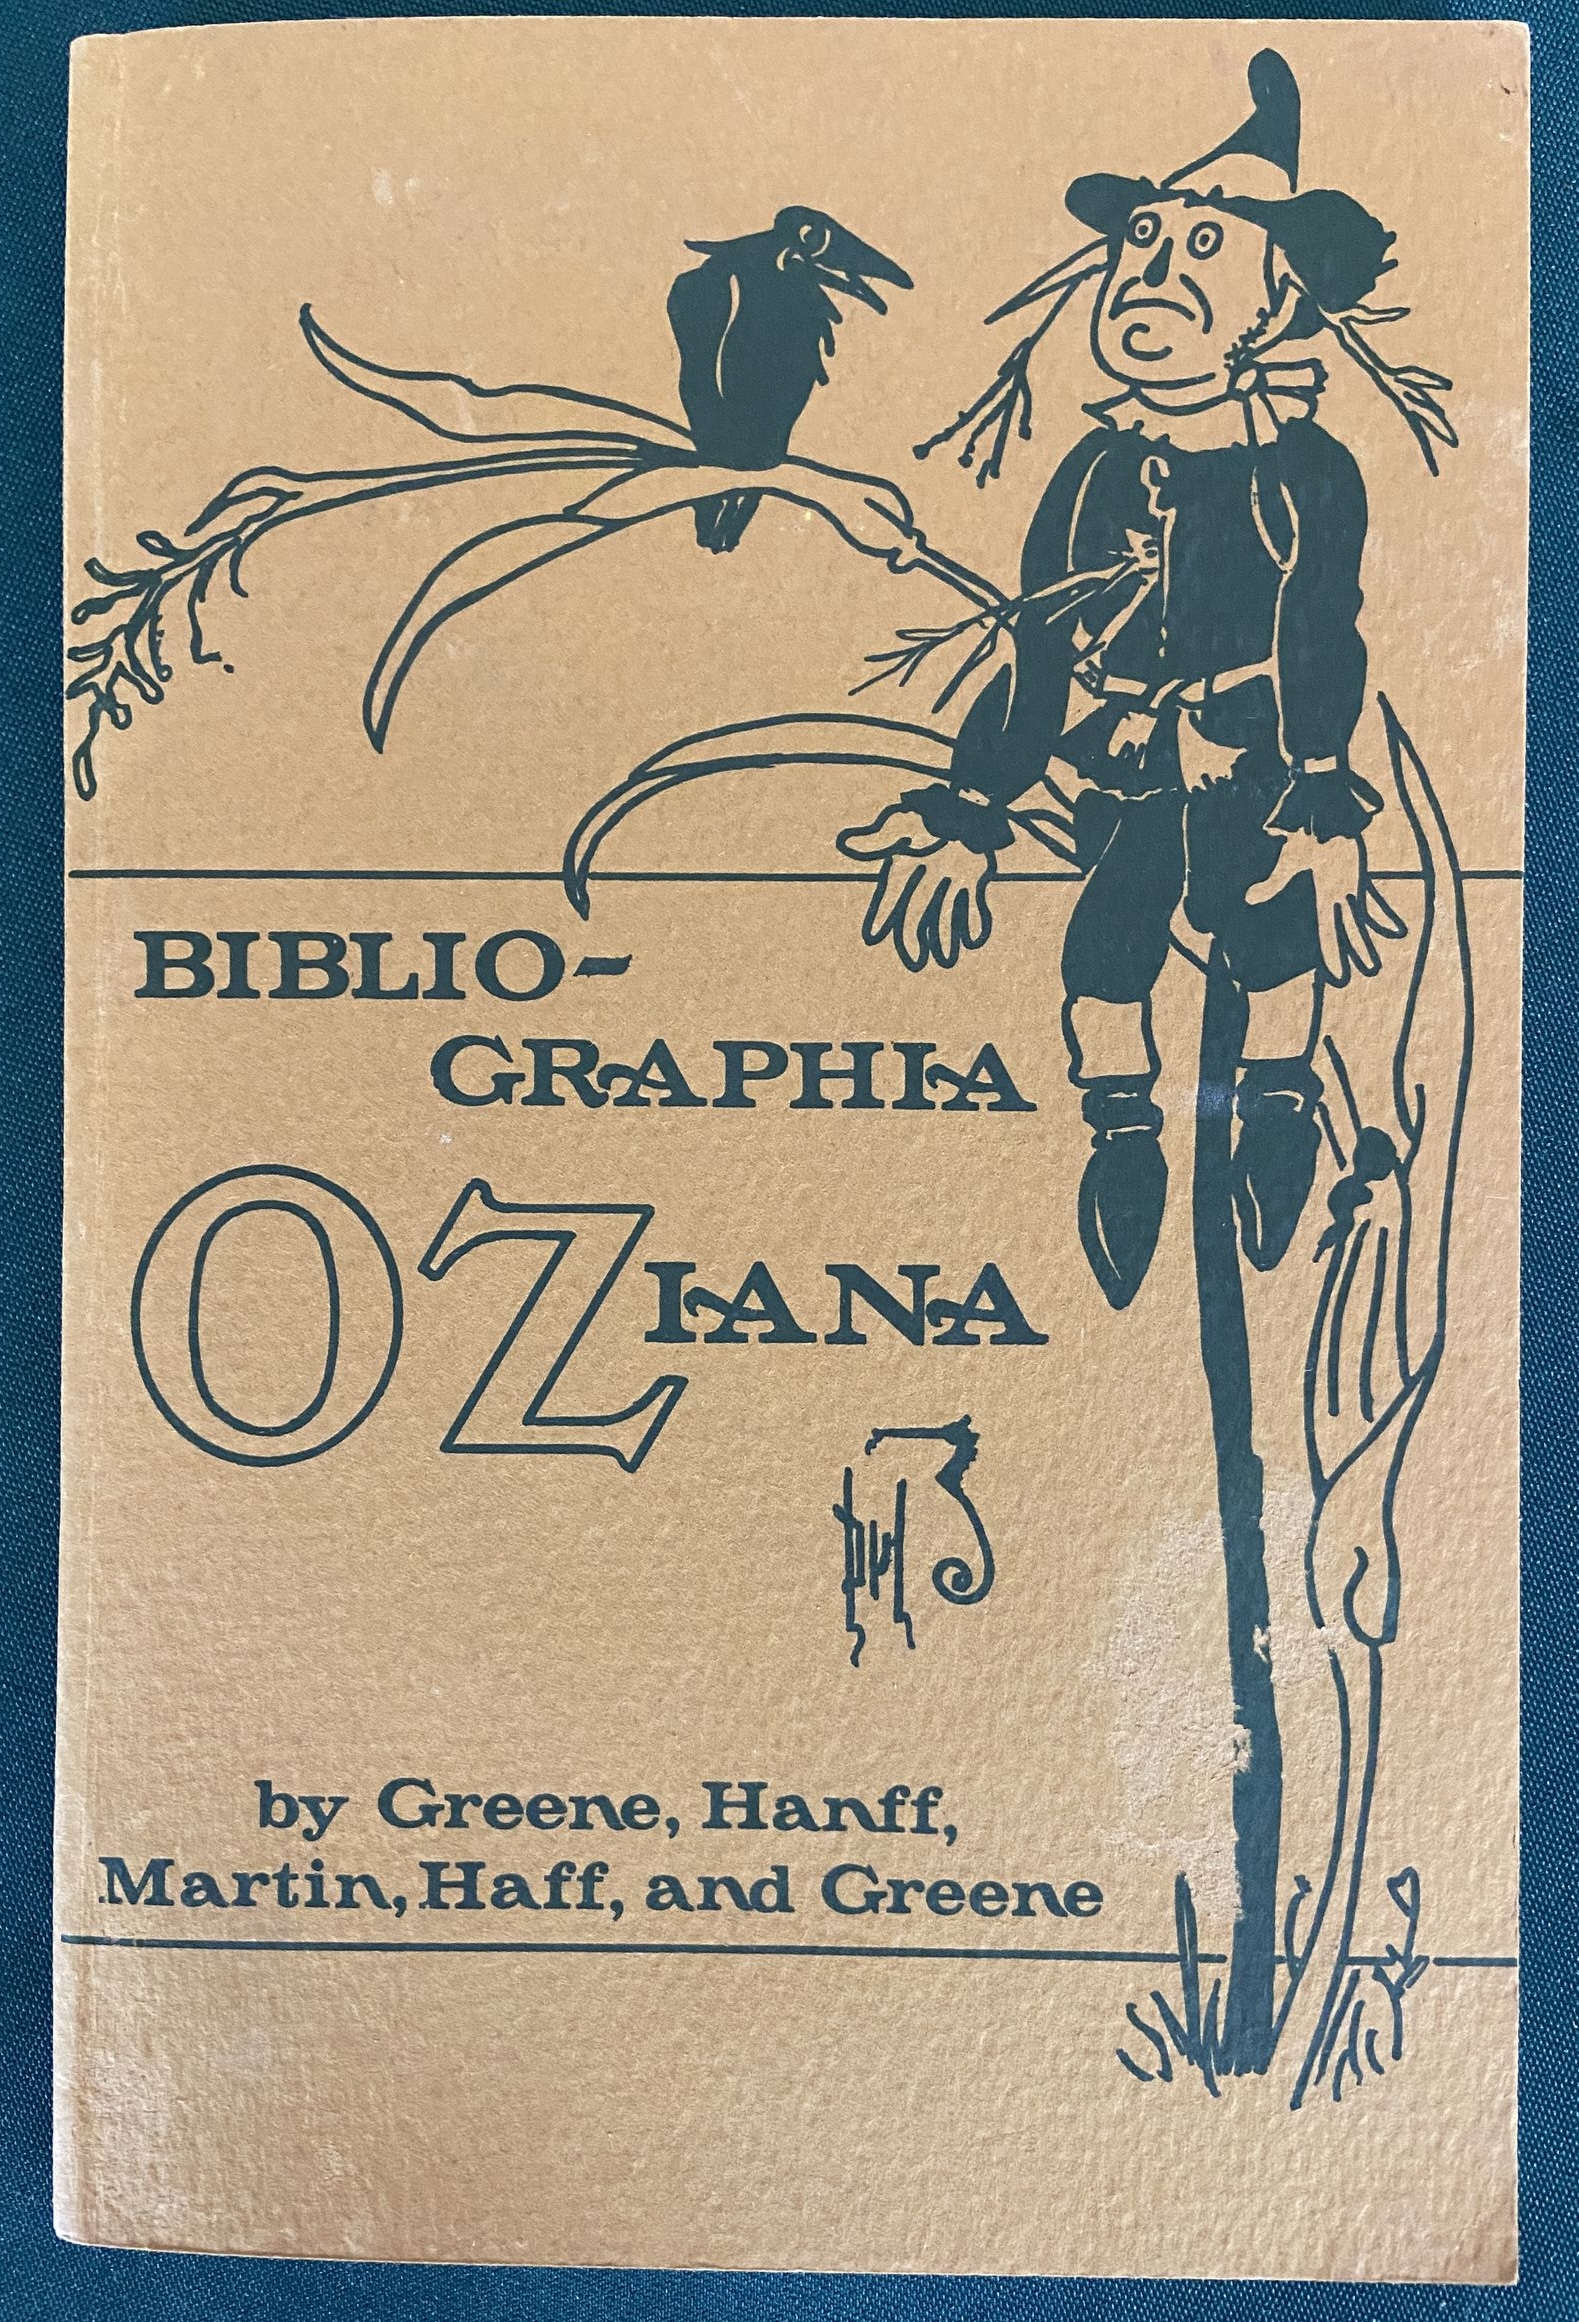 BIBLIO-
GRAPHIA
OZIANA
by Greene, Hanff,
Martin, Haff, and Greene